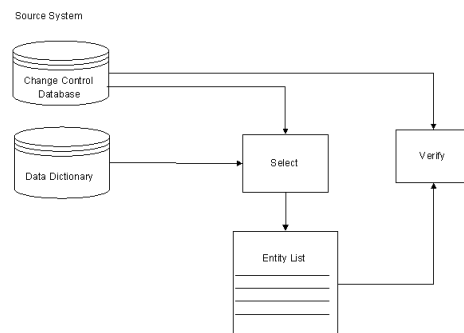 Source System
Change Control
Database
Select
Verify
Data Dictionary
Entity List